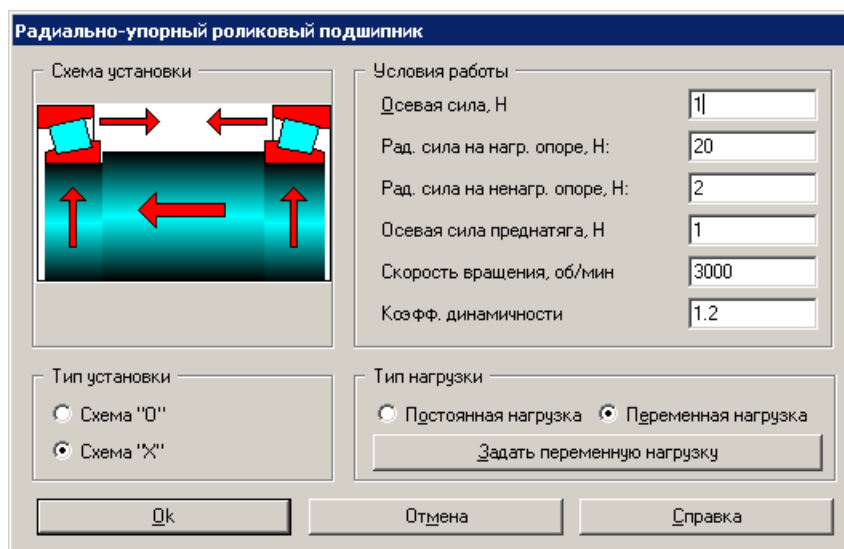 Радиально-упорный роликовый подшипник
Схема установки
Условия работы
Осевая сила, Н 1
Рад. сила на нагр. опоре, Н: 20
Рад. сила на ненагр. опоре, Н: 2
Осевая сила преднатяга, Н 1
Скорость вращения, об/мин 3000
Коэфф. динамичности 1.2
Тип установки
Схема "O"
Схема "X"
Тип нагрузки
Постоянная нагрузка Переменная нагрузка
Задать переменную нагрузку
Ok Отмена Справка